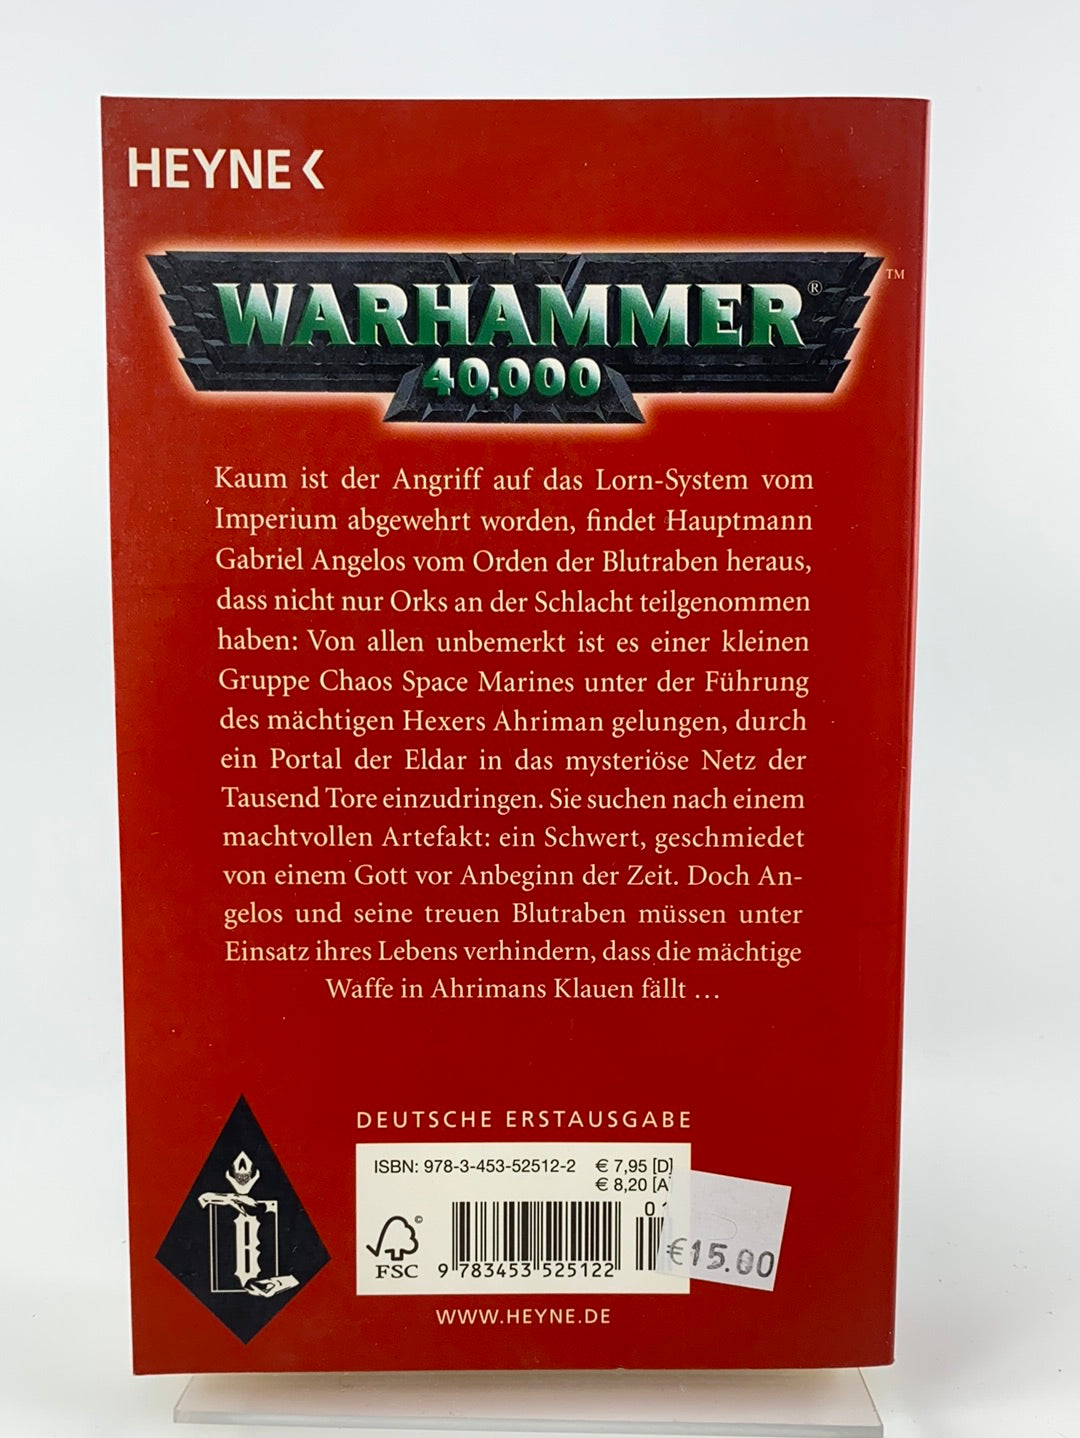 HEYNE
WARHAMMER®
™
40,000
Kaum ist der Angriff auf das Lorn-System vom
Imperium abgewehrt worden, findet Hauptmann
Gabriel Angelos vom Orden der Blutraben heraus,
dass nicht nur Orks an der Schlacht teilgenommen
haben: Von allen unbemerkt ist es einer kleinen
Gruppe Chaos Space Marines unter der Führung
des mächtigen Hexers Ahriman gelungen, durch
ein Portal der Eldar in das mysteriöse Netz der
Tausend Tore einzudringen. Sie suchen nach einem
machtvollen Artefakt: ein Schwert, geschmiedet
von einem Gott vor Anbeginn der Zeit. Doch An-
gelos und seine treuen Blutraben müssen unter
Einsatz ihres Lebens verhindern, dass die mächtige
Waffe in Ahrimans Klauen fällt …
DEUTSCHE ERSTAUSGABE
ISBN: 978-3-453-52512-2 € 7,95 [D]
€ 8,20 [A
0
€15.00
B
©
FSC
9 783453 525122
WWW.HEYNE.DE